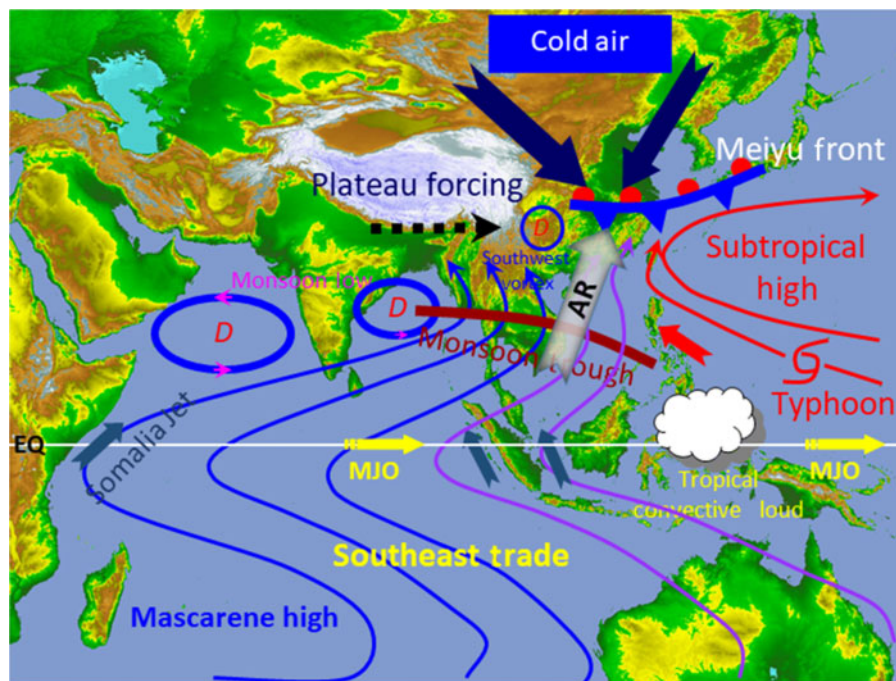 Cold air
Meiyu front
Plateau forcing
D
Southwest
vortex
Subtropical
high
Monsoon low
D
D
AR
Monsoon trough
Typhoon
Somalia jet
EQ
MJO
MJO
Tropical
convective loud
Southeast trade
Mascarene high